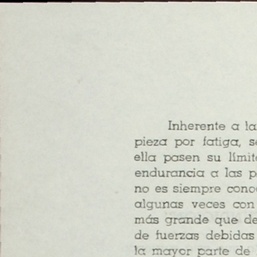 Inherente a la
pieza por fatiga, s
ella pasen su límit
endurancia a las p
no es siempre cono
algunas veces con
más grande que de
de fuerzas debidas
la mayor parte de